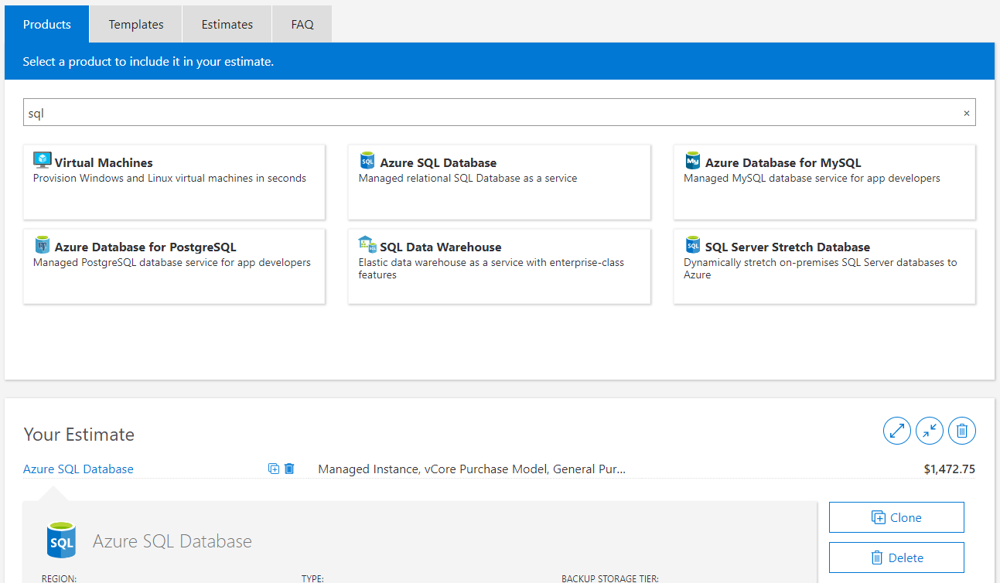 Products Templates Estimates FAQ
Select a product to include it in your estimate.
sql
Virtual Machines
Provision Windows and Linux virtual machines in seconds
SQL
Azure SQL Database
Managed relational SQL Database as a service
My
Azure Database for MySQL
Managed MySQL database service for app developers
Azure Database for PostgreSQL
Managed PostgreSQL database service for app developers
SQL
SQL Data Warehouse
Elastic data warehouse as a service with enterprise-class
features
SQL
SQL Server Stretch Database
Dynamically stretch on-premises SQL Server databases to
Azure
Your Estimate
Azure SQL Database Managed Instance, vCore Purchase Model, General Pur... $1,472.75
SQL
Azure SQL Database
Clone
Delete
REGION: TYPE: BACKUP STORAGE TIER: